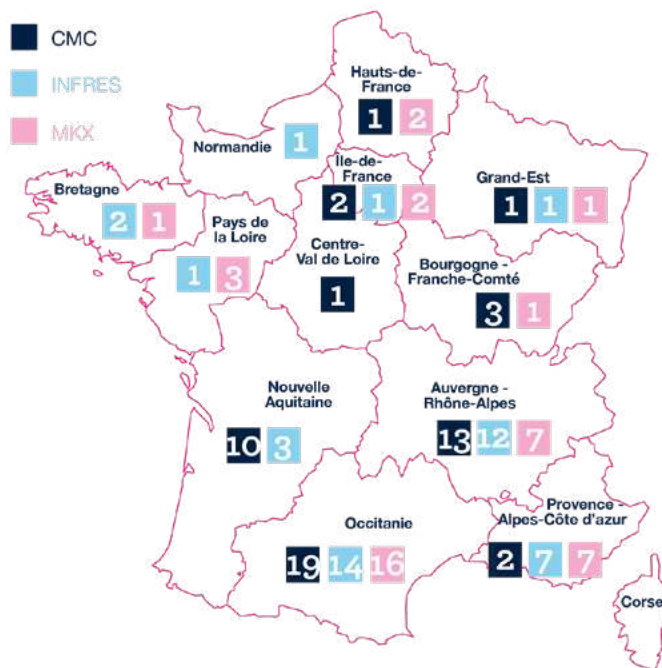 CMC
INFRES
MKX
Hauts-de-
France
1 2
Normandie
1
Île-de-
France
2 1 2
Grand-Est
1 1 1
Bretagne
2 1
Pays de
la Loire
1 3
Centre-
Val de Loire
1
Bourgogne -
Franche-Comté
3 1
Nouvelle
Aquitaine
10 3
Auvergne -
Rhône-Alpes
13 12 7
Occitanie
19 14 16
Provence -
Alpes-Côte d'azur
2 7 7
Corse